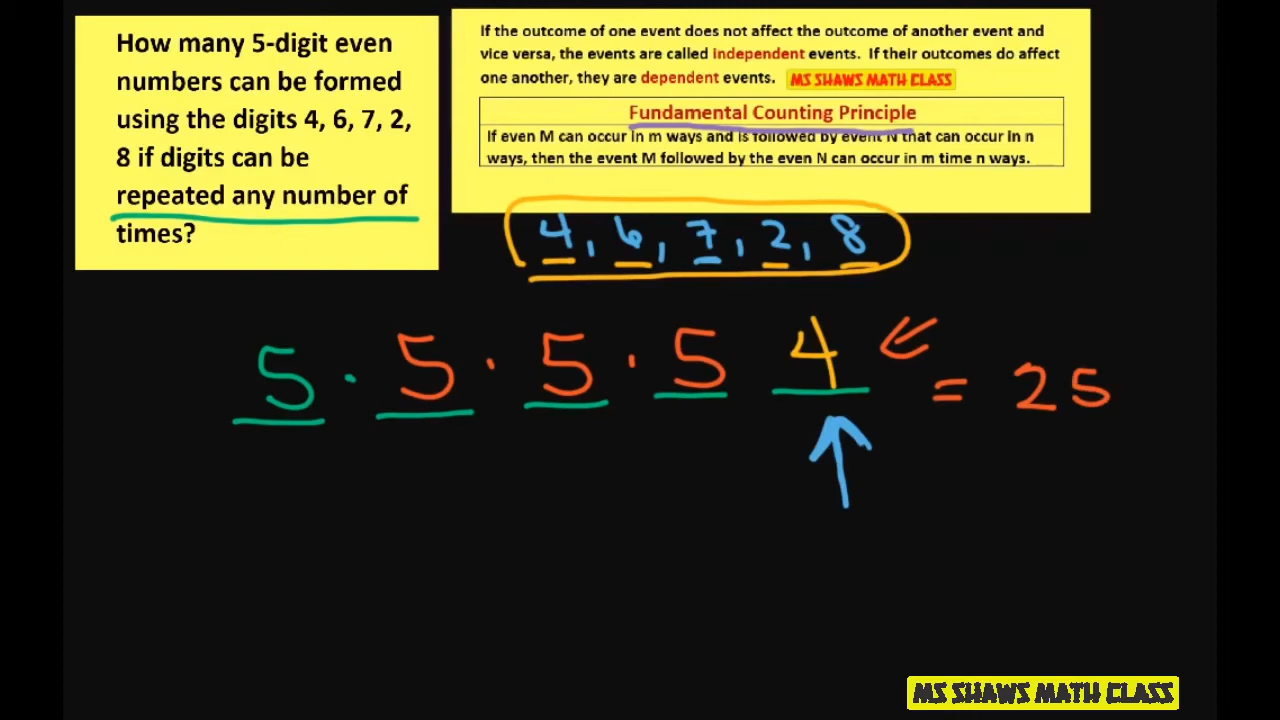 How many 5-digit even
numbers can be formed
using the digits 4, 6, 7, 2,
8 if digits can be
repeated any number of
times?
If the outcome of one event does not affect the outcome of another event and
vice versa, the events are called independent events. If their outcomes do affect
one another, they are dependent events. MS SHAWS MATH CLASS
Fundamental Counting Principle
If even M can occur in m ways and is followed by event N that can occur in n
ways, then the event M followed by the even N can occur in m time n ways.
4, 6, 7, 2, 8
5 · 5 · 5 · 5 4 = 25
MS SHAWS MATH CLASS